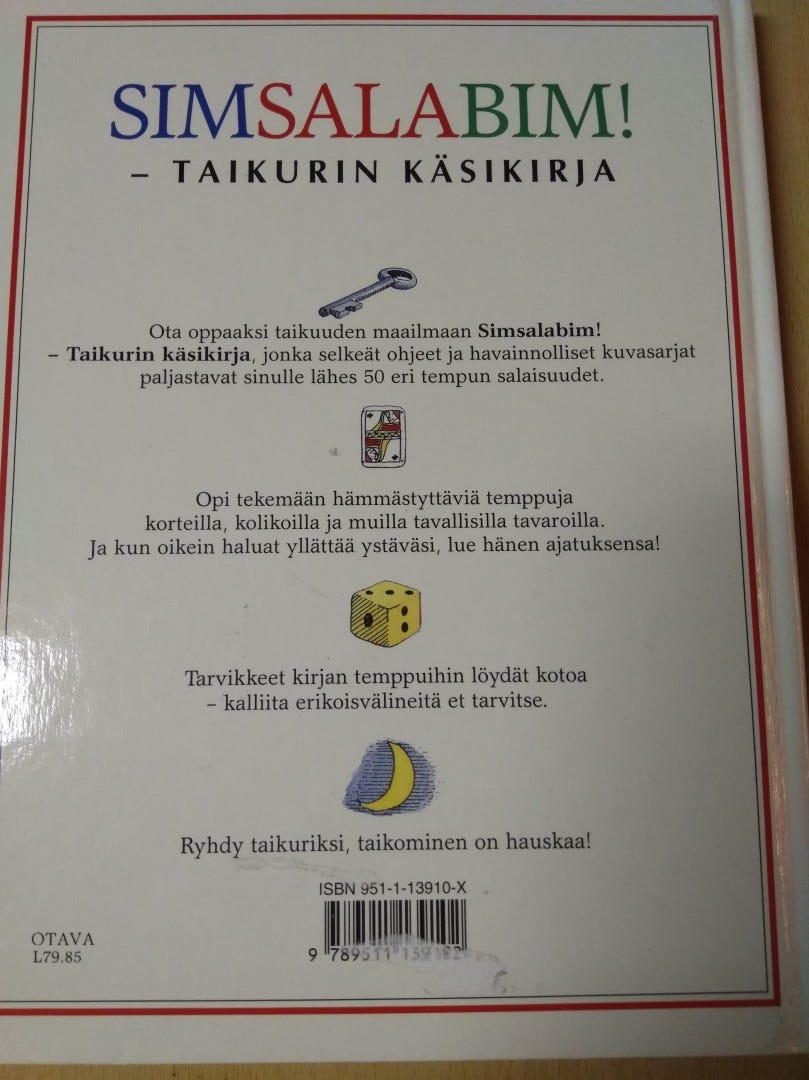 SIMSALABIM!
– TAIKURIN KÄSIKIRJA
Ota oppaaksi taikuuden maailmaan Simsalabim!
– Taikurin käsikirja, jonka selkeät ohjeet ja havainnolliset kuvasarjat
paljastavat sinulle lähes 50 eri tempun salaisuudet.
Opi tekemään hämmästyttäviä temppuja
korteilla, kolikoilla ja muilla tavallisilla tavaroilla.
Ja kun oikein haluat yllättää ystäväsi, lue hänen ajatuksensa!
Tarvikkeet kirjan temppuihin löydät kotoa
– kalliita erikoisvälineitä et tarvitse.
Ryhdy taikuriksi, taikominen on hauskaa!
ISBN 951-1-13910-X
OTAVA
L79.85
9 789511 139102